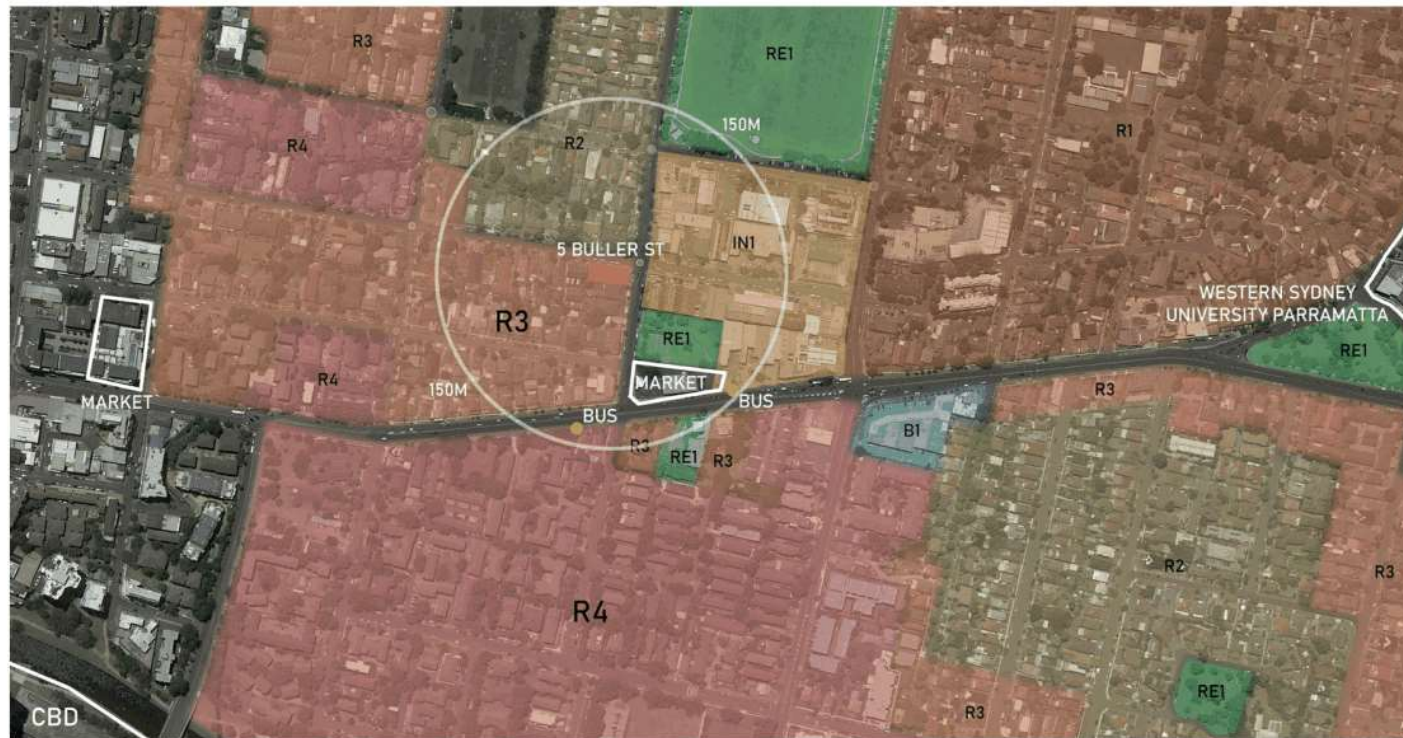 R3
RE1
150M
R1
R2
R4
IN1
5 BULLER ST
WESTERN SYDNEY
UNIVERSITY PARRAMATTA
R3
RE1
RE1
MARKET
R4
150M
MARKET
BUS
BUS
R3
B1
R3
RE1
R3
R2
R3
R4
RE1
R3
CBD